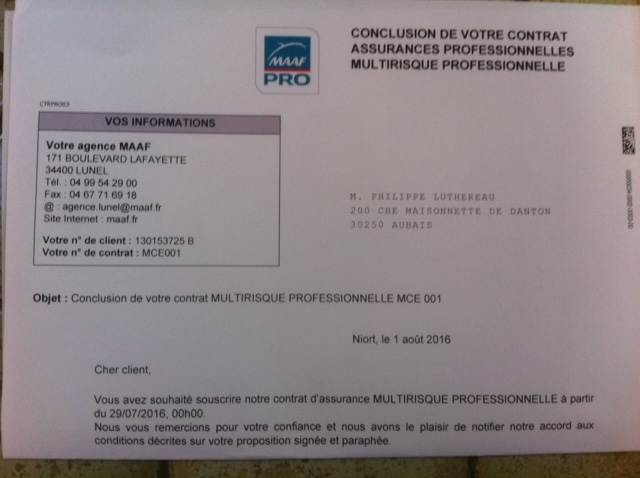 MAAF
PRO
CONCLUSION DE VOTRE CONTRAT
ASSURANCES PROFESSIONNELLES
MULTIRISQUE PROFESSIONNELLE
CTRPRO03
VOS INFORMATIONS
Votre agence MAAF
171 BOULEVARD LAFAYETTE
34400 LUNEL
Tél. : 04 99 54 29 00
Fax : 04 67 71 69 18
@ : agence.lunel@maaf.fr
Site Internet : maaf.fr
Votre n° de client : 130153725 B
Votre n° de contrat : MCE001
M. PHILIPPE LUTHEREAU
200 CHE MAISONNETTE DE DANTON
30250 AUBAIS
Objet : Conclusion de votre contrat MULTIRISQUE PROFESSIONNELLE MCE 001
Niort, le 1 août 2016
Cher client,
Vous avez souhaité souscrire notre contrat d'assurance MULTIRISQUE PROFESSIONNELLE à partir
du 29/07/2016, 00h00.
Nous vous remercions pour votre confiance et nous avons le plaisir de notifier notre accord aux
conditions décrites sur votre proposition signée et paraphée.